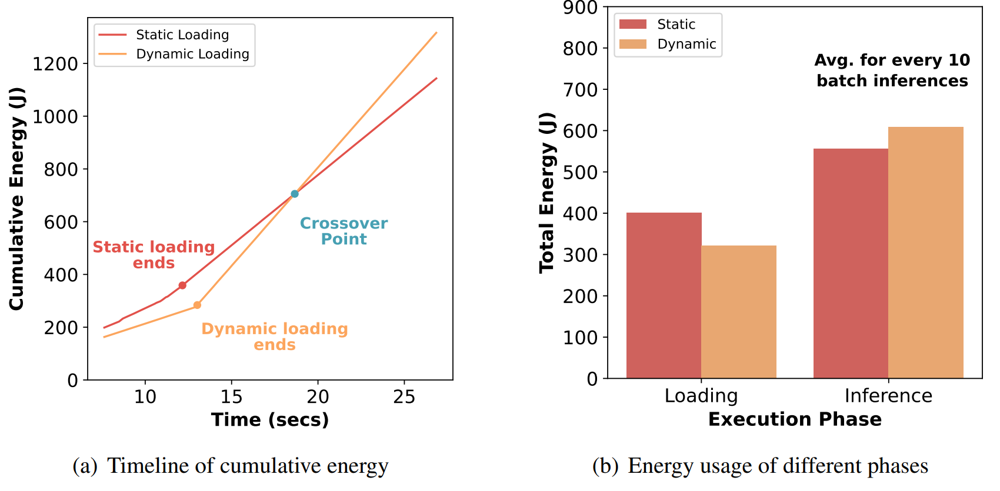 Static Loading
Dynamic Loading
1200
1000
800
600
400
200
0
Cumulative Energy (J)
Static loading
ends
Crossover
Point
Dynamic loading
ends
10 15 20 25
Time (secs)
(a) Timeline of cumulative energy
Static
Dynamic
Avg. for every 10
batch inferences
900
800
700
600
500
400
300
200
100
0
Total Energy (J)
Loading Inference
Execution Phase
(b) Energy usage of different phases